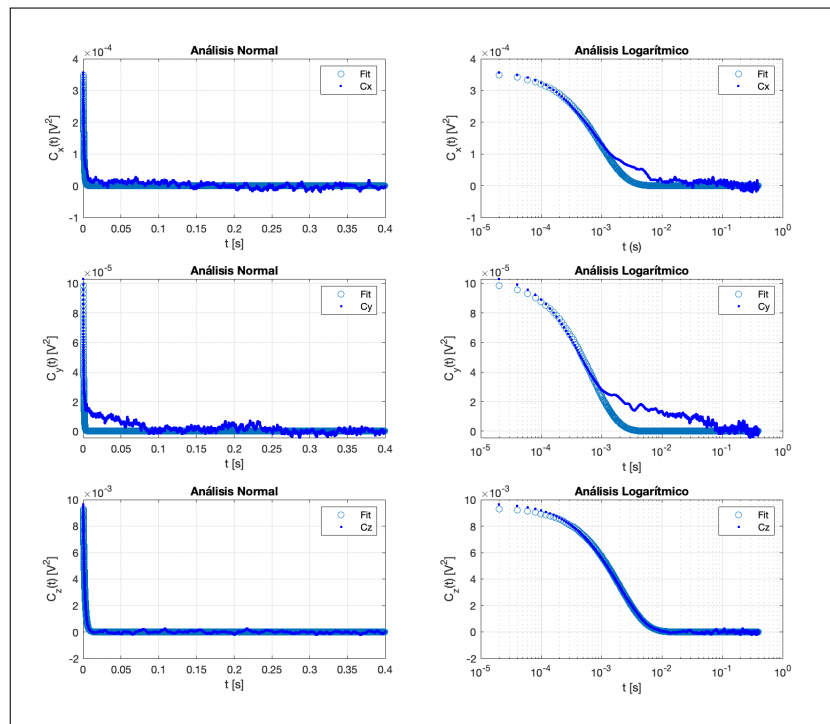 Análisis Normal
×10⁻⁴
4
3
2
1
0
-1
C_x(t) [V²]
0 0.05 0.1 0.15 0.2 0.25 0.3 0.35 0.4
t [s]
Fit
Cx
Análisis Logarítmico
×10⁻⁴
4
3
2
1
0
-1
C_x(t) [V²]
10⁻⁵ 10⁻⁴ 10⁻³ 10⁻² 10⁻¹ 10⁰
t (s)
Fit
Cx
Análisis Normal
×10⁻⁵
10
8
6
4
2
0
C_y(t) [V²]
0 0.05 0.1 0.15 0.2 0.25 0.3 0.35 0.4
t [s]
Fit
Cy
Análisis Logarítmico
×10⁻⁵
10
8
6
4
2
0
C_y(t) [V²]
10⁻⁵ 10⁻⁴ 10⁻³ 10⁻² 10⁻¹ 10⁰
t [s]
Fit
Cy
Análisis Normal
×10⁻³
10
8
6
4
2
0
-2
C_z(t) [V²]
0 0.05 0.1 0.15 0.2 0.25 0.3 0.35 0.4
t [s]
Fit
Cz
Análisis Logarítmico
×10⁻³
10
8
6
4
2
0
-2
C_z(t) [V²]
10⁻⁵ 10⁻⁴ 10⁻³ 10⁻² 10⁻¹ 10⁰
t [s]
Fit
Cz